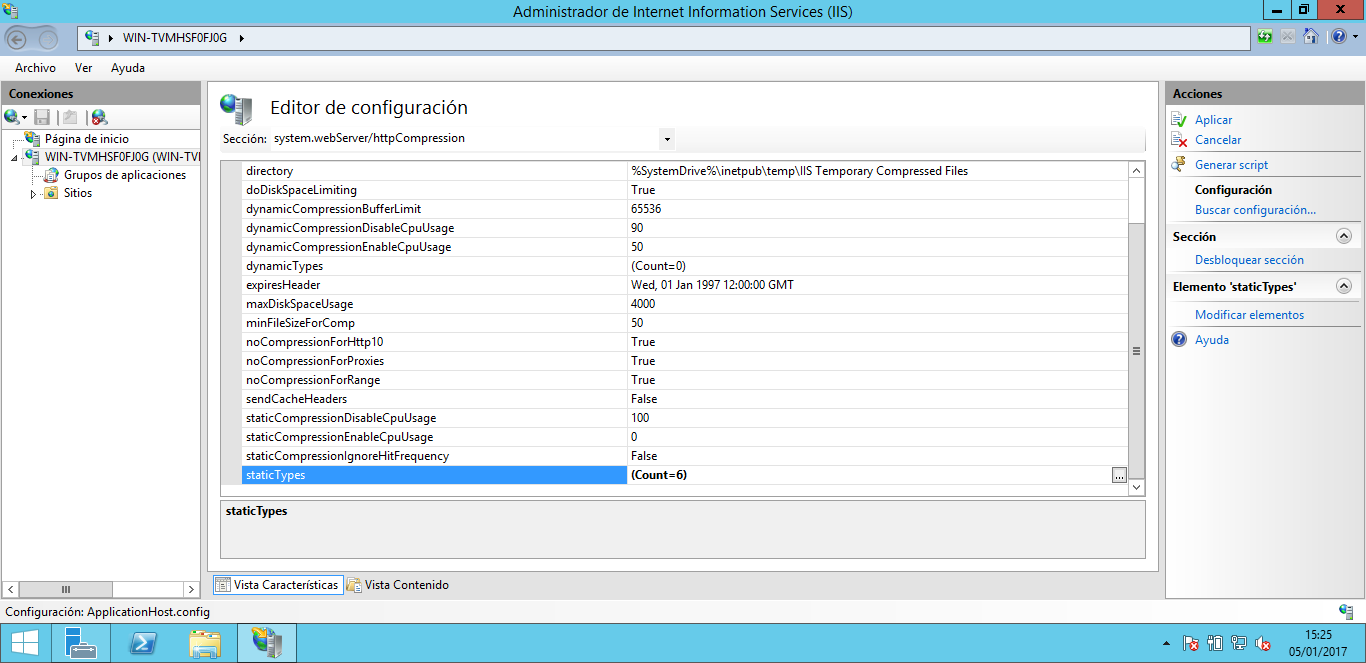 Administrador de Internet Information Services (IIS)
WIN-TVMHSF0FJ0G
Archivo Ver Ayuda
Conexiones
Página de inicio
WIN-TVMHSF0FJ0G (WIN-TVI
Grupos de aplicaciones
Sitios
Editor de configuración
Sección: system.webServer/httpCompression
directory %SystemDrive%\inetpub\temp\IIS Temporary Compressed Files
doDiskSpaceLimiting True
dynamicCompressionBufferLimit 65536
dynamicCompressionDisableCpuUsage 90
dynamicCompressionEnableCpuUsage 50
dynamicTypes (Count=0)
expiresHeader Wed, 01 Jan 1997 12:00:00 GMT
maxDiskSpaceUsage 4000
minFileSizeForComp 50
noCompressionForHttp10 True
noCompressionForProxies True
noCompressionForRange True
sendCacheHeaders False
staticCompressionDisableCpuUsage 100
staticCompressionEnableCpuUsage 0
staticCompressionIgnoreHitFrequency False
staticTypes (Count=6) ...
staticTypes
Vista Características Vista Contenido
Acciones
Aplicar
Cancelar
Generar script
Configuración
Buscar configuración...
Sección
Desbloquear sección
Elemento 'staticTypes'
Modificar elementos
Ayuda
Configuración: ApplicationHost.config
15:25
05/01/2017